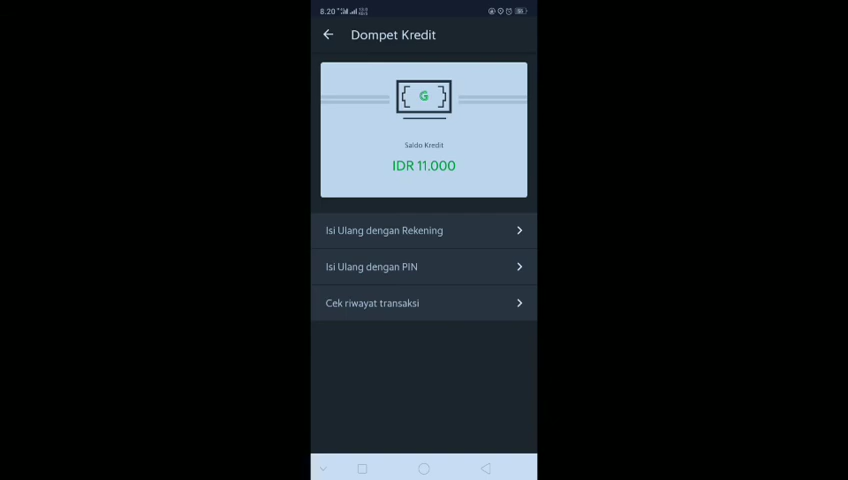 8.20
Dompet Kredit
G
Saldo Kredit
IDR 11.000
Isi Ulang dengan Rekening
Isi Ulang dengan PIN
Cek riwayat transaksi